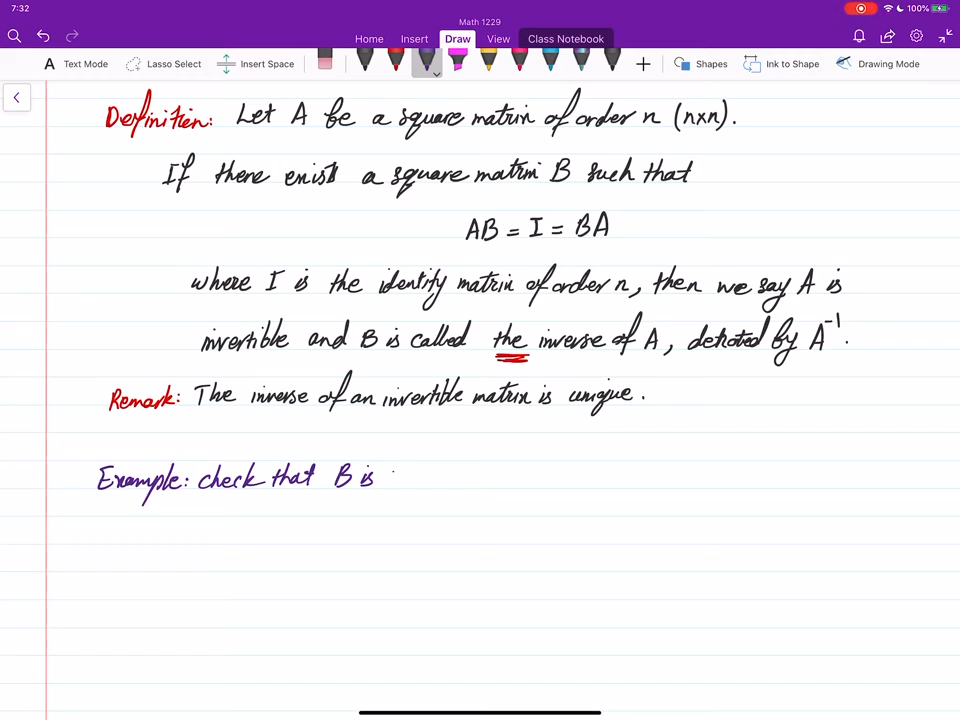 7:32
100%
Math 1229
Home Insert Draw View Class Notebook
A Text Mode Lasso Select Insert Space Shapes Ink to Shape Drawing Mode
Definition: Let A be a square matrix of order n (n×n).
If there exists a square matrix B such that
AB = I = BA
where I is the identity matrix of order n, then we say A is
invertible and B is called the inverse of A, denoted by A⁻¹.
Remark: The inverse of an invertible matrix is unique.
Example: check that B is